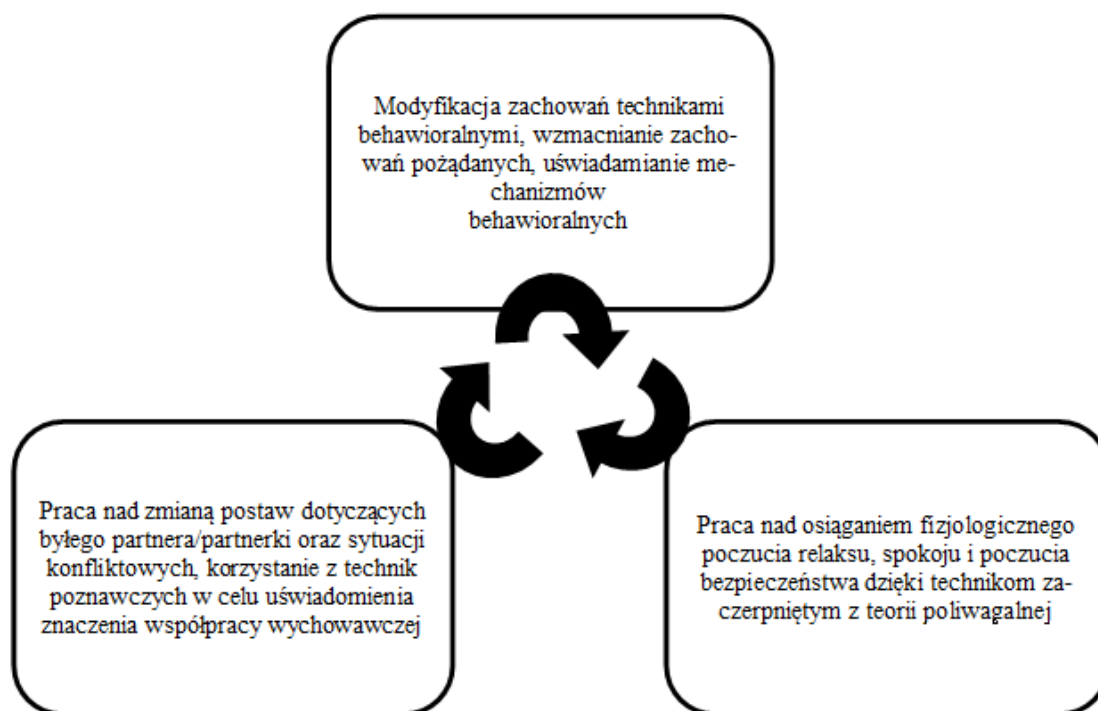 Modyfikacja zachowań technikami
behawioralnymi, wzmacnianie zacho-
wań pożądanych, uświadamianie me-
chanizmów
behawioralnych
Praca nad zmianą postaw dotyczących
byłego partnera/partnerki oraz sytuacji
konfliktowych, korzystanie z technik
poznawczych w celu uświadomienia
znaczenia współpracy wychowawczej
Praca nad osiąganiem fizjologicznego
poczucia relaksu, spokoju i poczucia
bezpieczeństwa dzięki technikom za-
czerpniętym z teorii poliwagalnej